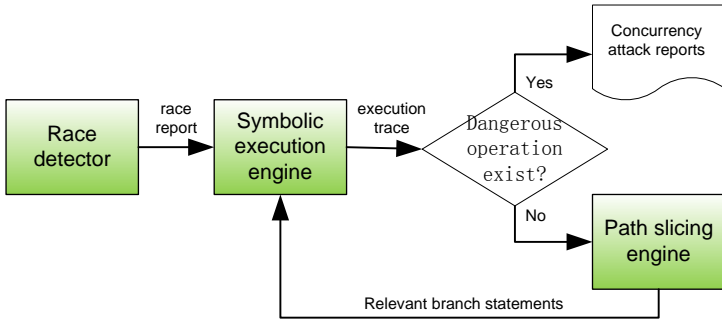 Concurrency
attack reports
Yes
race
report
execution
trace
Race
detector
Symbolic
execution
engine
Dangerous
operation
exist?
No
Path slicing
engine
Relevant branch statements